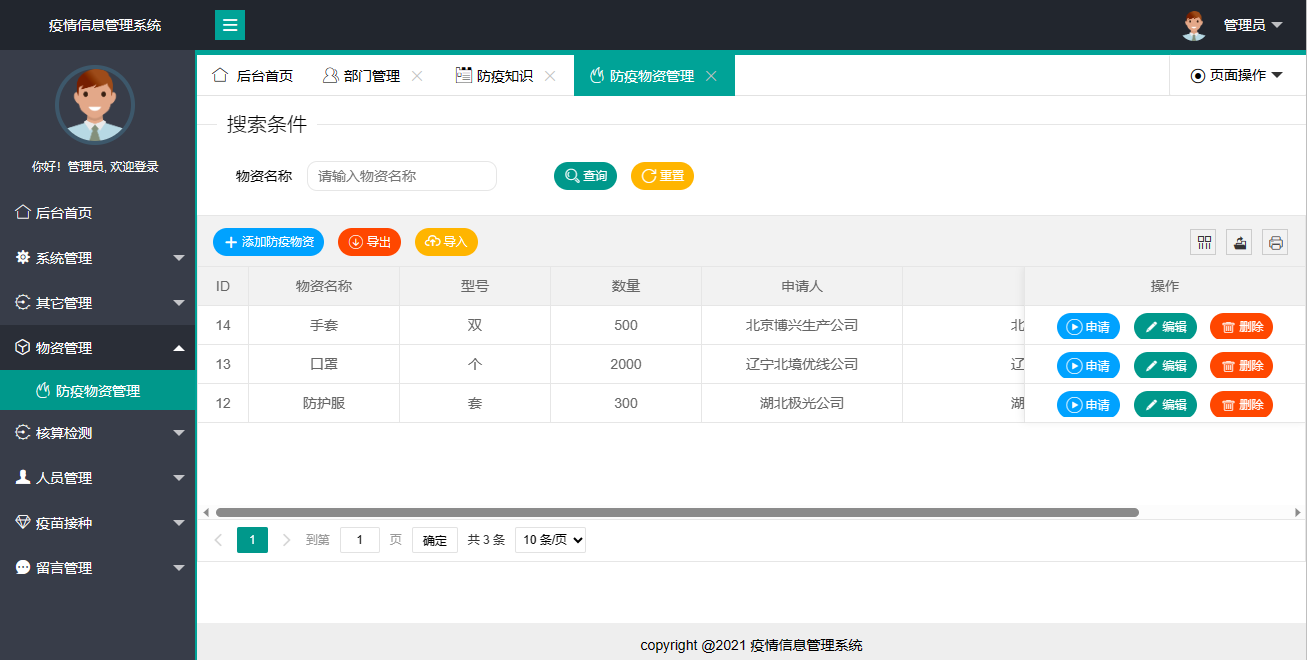 疫情信息管理系统
管理员
你好！管理员, 欢迎登录
后台首页
系统管理
其它管理
物资管理
防疫物资管理
核算检测
人员管理
疫苗接种
留言管理
后台首页 部门管理 防疫知识 防疫物资管理 页面操作
搜索条件
物资名称 请输入物资名称 查询 重置
添加防疫物资 导出 导入
ID 物资名称 型号 数量 申请人 操作
14 手套 双 500 北京博兴生产公司 北 申请 编辑 删除
13 口罩 个 2000 辽宁北境优线公司 辽 申请 编辑 删除
12 防护服 套 300 湖北极光公司 湖 申请 编辑 删除
1 到第 1 页 确定 共 3 条 10 条/页
copyright @2021 疫情信息管理系统